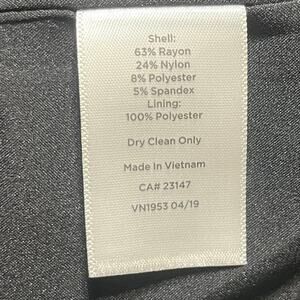 Shell:
63% Rayon
24% Nylon
8% Polyester
5% Spandex
Lining:
100% Polyester
Dry Clean Only
Made In Vietnam
CA# 23147
VN1953 04/19